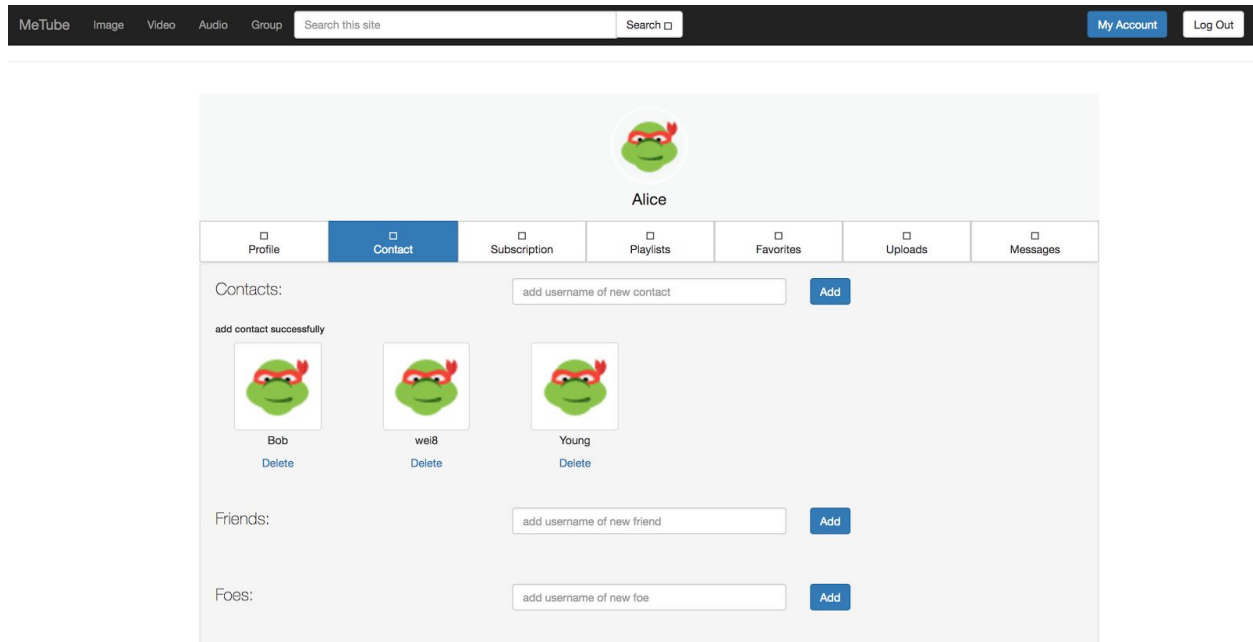 MeTube Image Video Audio Group Search this site Search My Account Log Out
Alice
Profile Contact Subscription Playlists Favorites Uploads Messages
Contacts: add username of new contact Add
add contact successfully
Bob wei8 Young
Delete Delete Delete
Friends: add username of new friend Add
Foes: add username of new foe Add